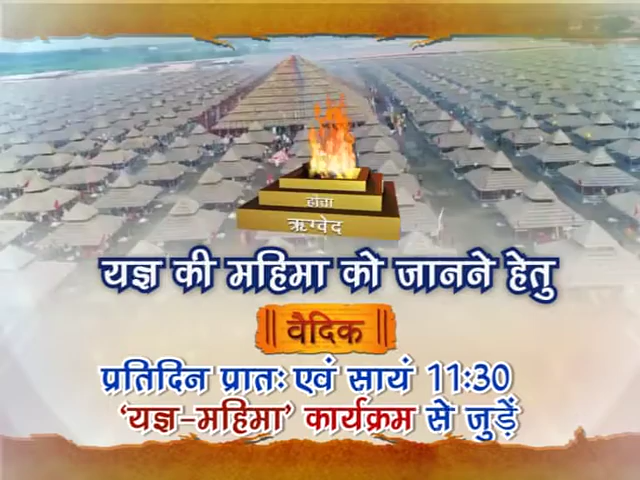 होता
ऋग्वेद
यज्ञ की महिमा को जानने हेतु
॥ वैदिक ॥
प्रतिदिन प्रातः एवं सायं 11:30
‘यज्ञ-महिमा’ कार्यक्रम से जुड़ें